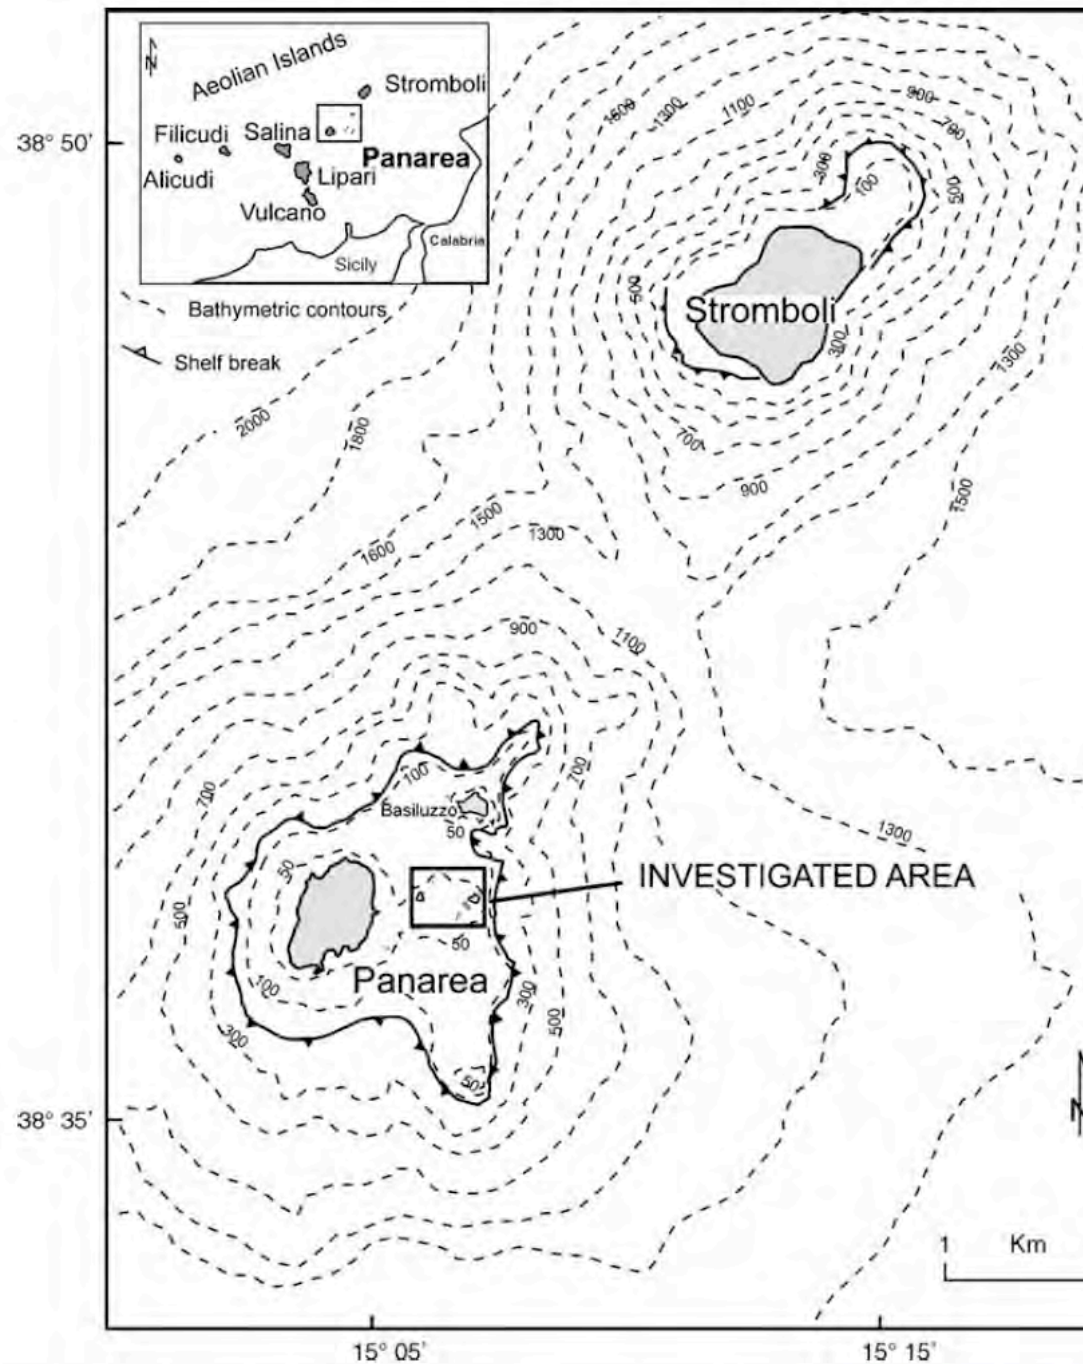 N
Aeolian Islands
Stromboli
Filicudi
Salina
Panarea
Alicudi
Lipari
Vulcano
Sicily
Calabria
Bathymetric contours
Shelf break
38° 50'
38° 35'
15° 05'
15° 15'
1300
1100
900
700
500
300
100
Stromboli
500
300
700
900
1300
1500
2000
1800
1500
1600
1300
900
1100
700
100
Basiluzzo
50
700
500
50
1300
INVESTIGATED AREA
50
Panarea
100
300
300
500
50
N
1 Km